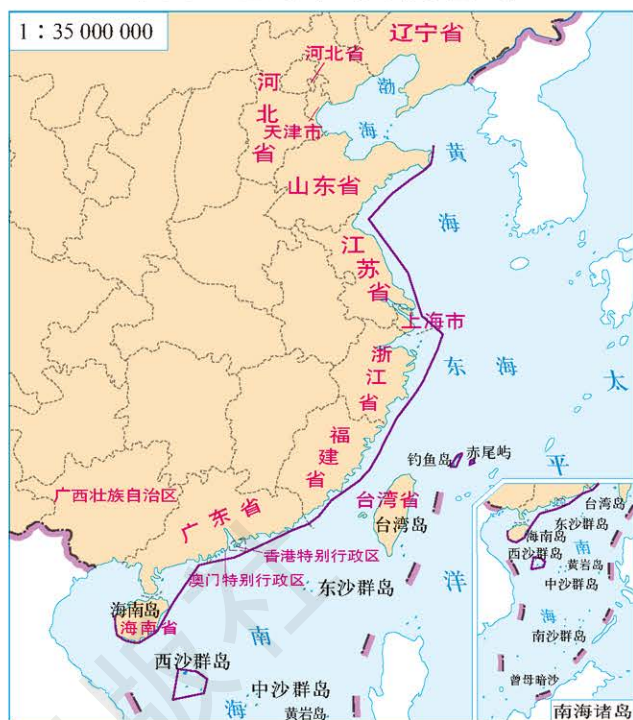 1：35 000 000
辽宁省
河北省
河北省
天津市
渤海
山东省
黄海
江苏省
上海市
浙江省
东海
太平洋
福建省
钓鱼岛
赤尾屿
广西壮族自治区
广东省
台湾省
台湾岛
香港特别行政区
澳门特别行政区
东沙群岛
海南岛
海南省
南海
西沙群岛
中沙群岛
黄岩岛
台湾岛
东沙群岛
海南岛
南海
西沙群岛
黄岩岛
中沙群岛
南沙群岛
曾母暗沙
南海诸岛
版社